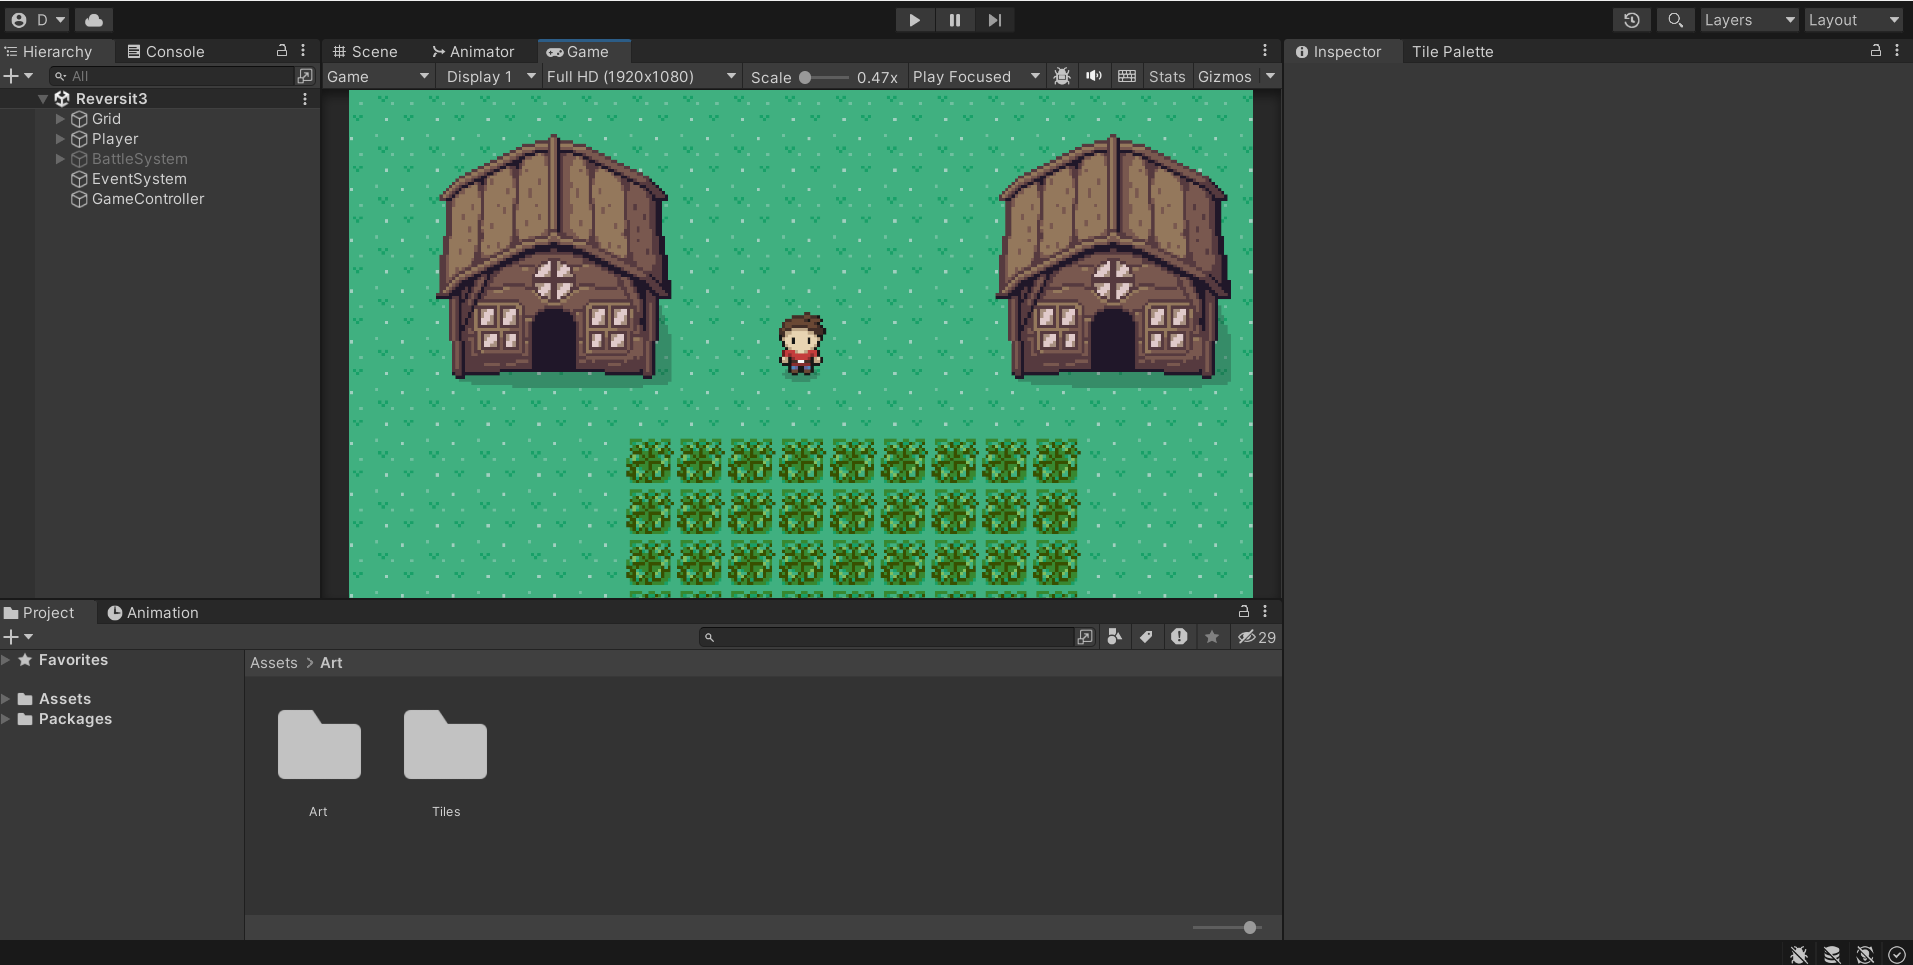 D
Layers
Layout
Hierarchy
Console
Scene
Animator
Game
Inspector
Tile Palette
All
Game
Display 1
Full HD (1920x1080)
Scale
0.47x
Play Focused
Stats
Gizmos
Reversit3
Grid
Player
BattleSystem
EventSystem
GameController
Project
Animation
29
Favorites
Assets
Packages
Assets > Art
Art
Tiles